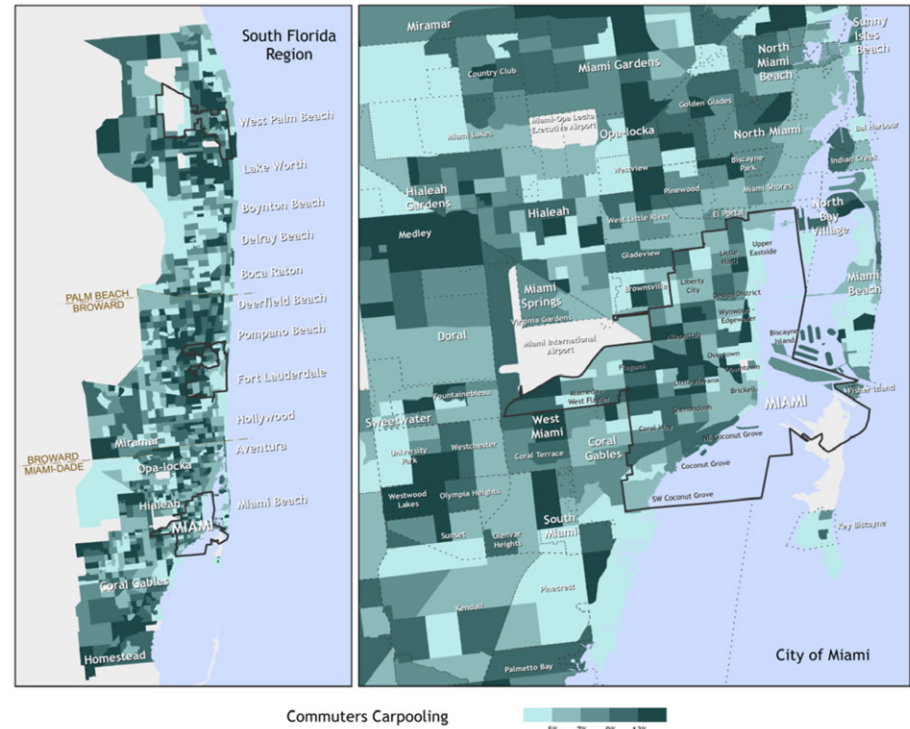 South Florida
Region
West Palm Beach
Lake Worth
Boynton Beach
Delray Beach
Boca Raton
PALM BEACH
BROWARD
Deerfield Beach
Pompano Beach
Fort Lauderdale
Hollywood
Miramar
Aventura
BROWARD
MIAMI-DADE
Opa-locka
Hialeah
Miami Beach
MIAMI
Coral Gables
Homestead
Miramar
Sunny
Isles
Beach
Country Club
Miami Gardens
North
Miami
Beach
Golden Glades
Miami-Opa Locka
Executive Airport
Miami Lakes
Opa-locka
North Miami
Bal Harbour
Biscayne
Park
Indian Creek
Westview
Pinewood
Miami Shores
Hialeah
Gardens
Hialeah
West Little River
El Portal
North
Bay
Village
Medley
Gladeview
Little
Haiti
Upper
Eastside
Miami
Springs
Brownsville
Liberty
City
Miami
Beach
Design District
Virginia Gardens
Wynwood -
Edgewater
Doral
Miami International
Airport
Allapattah
Biscayne
Island
Overtown
Flagami
Downtown
Fountainebleau
Flagami
West Flagler
Little Havana
Fisher Island
Brickell
MIAMI
Sweetwater
West
Miami
Shenandoah
University
Park
Westchester
Coral
Gables
Coral Way
NE Coconut Grove
Coral Terrace
Coconut Grove
Westwood
Lakes
Olympia Heights
SW Coconut Grove
South
Miami
Key Biscayne
Sunset
Glenvar
Heights
Pinecrest
Kendall
Palmetto Bay
City of Miami
Commuters Carpooling
5% 7% 9% 12%